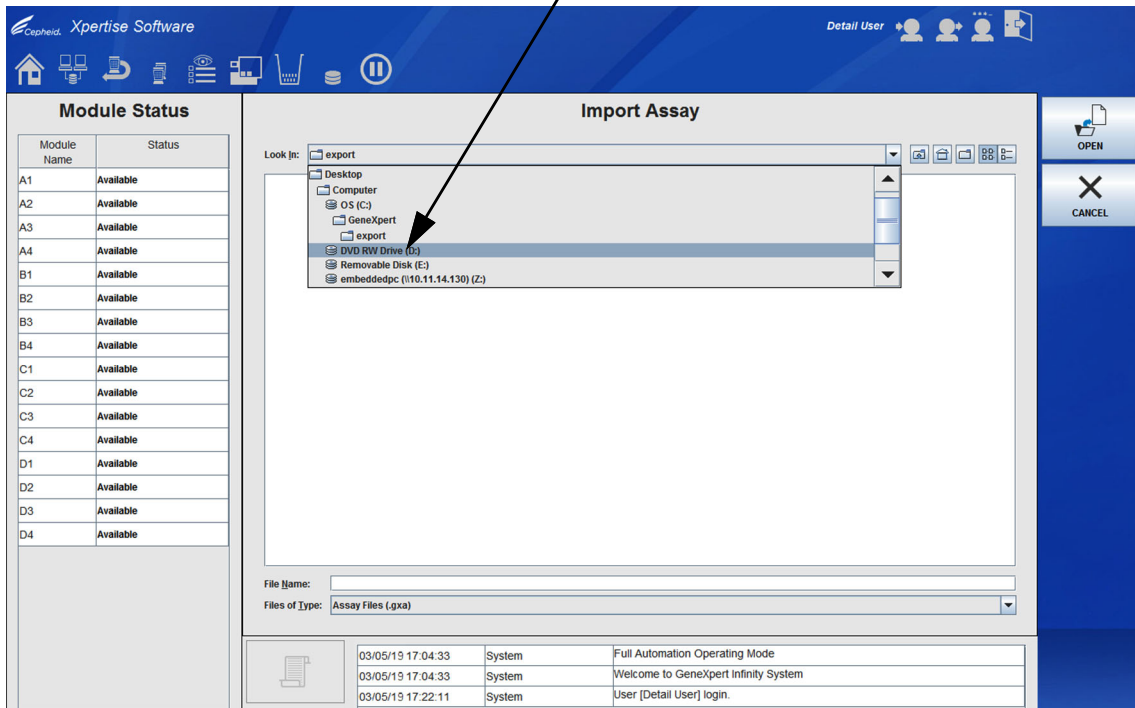 Cepheid. Xpertise Software
Detail User
Module Status
Module Name
Status
A1 Available
A2 Available
A3 Available
A4 Available
B1 Available
B2 Available
B3 Available
B4 Available
C1 Available
C2 Available
C3 Available
C4 Available
D1 Available
D2 Available
D3 Available
D4 Available
Import Assay
Look In: export
Desktop
Computer
OS (C:)
GeneXpert
export
DVD RW Drive (D:)
Removable Disk (E:)
embeddedpc (\\10.11.14.130) (Z:)
File Name:
Files of Type: Assay Files (.gxa)
OPEN
CANCEL
03/05/19 17:04:33 System Full Automation Operating Mode
03/05/19 17:04:33 System Welcome to GeneXpert Infinity System
03/05/19 17:22:11 System User [Detail User] login.